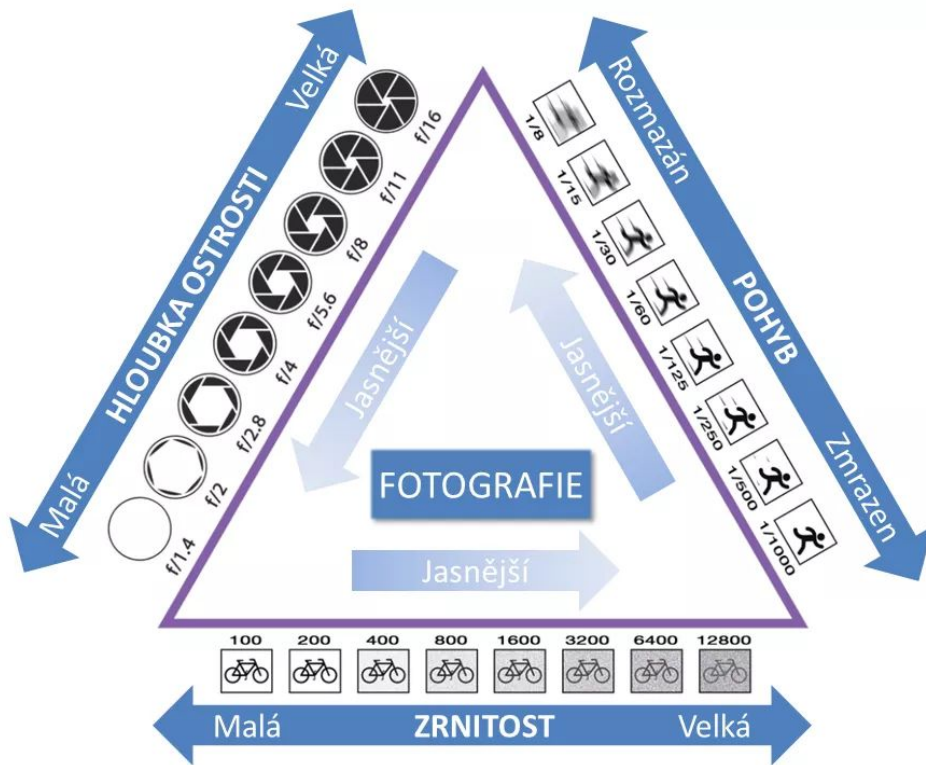 Velká
HLOUBKA OSTROSTI
Malá
f/16
f/11
f/8
f/5.6
f/4
f/2.8
f/2
f/1.4
Rozmazán
POHYB
Zmrazen
1/8
1/15
1/30
1/60
1/125
1/250
1/500
1/1000
Jasnější
Jasnější
FOTOGRAFIE
Jasnější
100 200 400 800 1600 3200 6400 12800
Malá ZRNITOST Velká